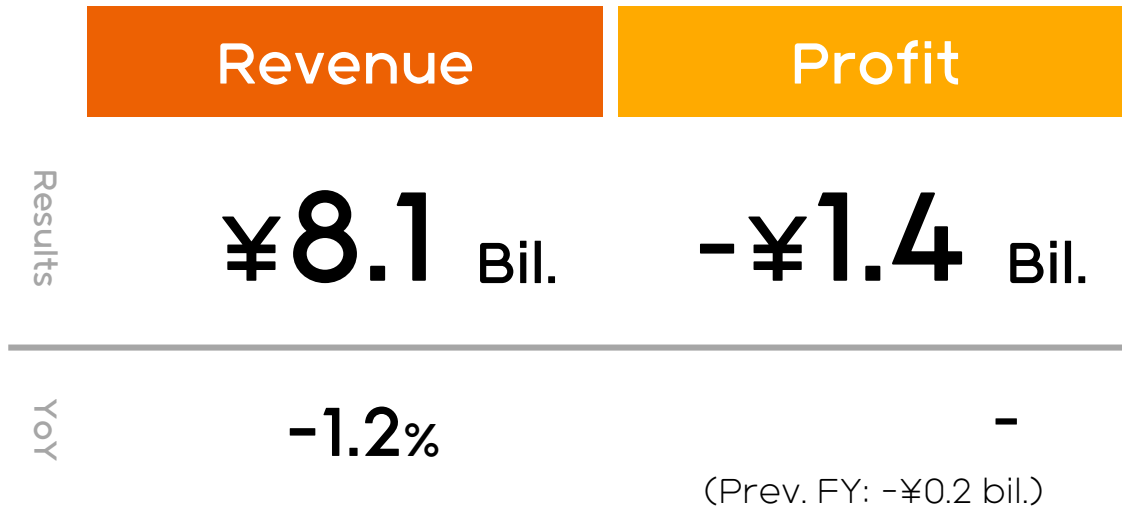 Revenue Profit
Results ¥8.1 Bil. -¥1.4 Bil.
YoY -1.2% -
(Prev. FY: -¥0.2 bil.)